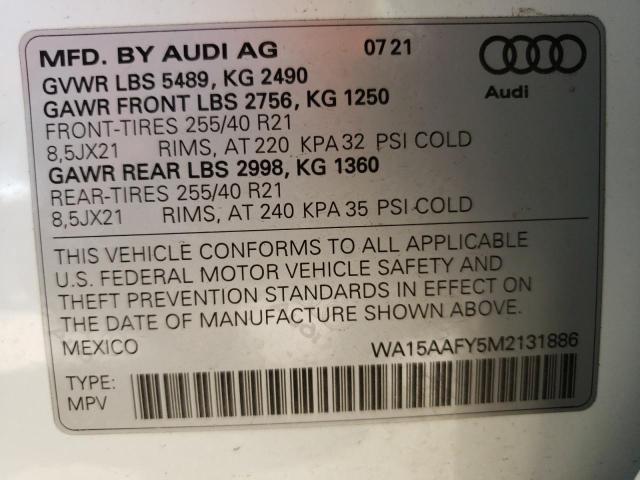 MFD. BY AUDI AG 07 21
GVWR LBS 5489, KG 2490
GAWR FRONT LBS 2756, KG 1250
FRONT-TIRES 255/40 R21
8,5JX21 RIMS, AT 220 KPA 32 PSI COLD
GAWR REAR LBS 2998, KG 1360
REAR-TIRES 255/40 R21
8,5JX21 RIMS, AT 240 KPA 35 PSI COLD
Audi
THIS VEHICLE CONFORMS TO ALL APPLICABLE
U.S. FEDERAL MOTOR VEHICLE SAFETY AND
THEFT PREVENTION STANDARDS IN EFFECT ON
THE DATE OF MANUFACTURE SHOWN ABOVE.
MEXICO WA15AAFY5M2131886
TYPE:
MPV